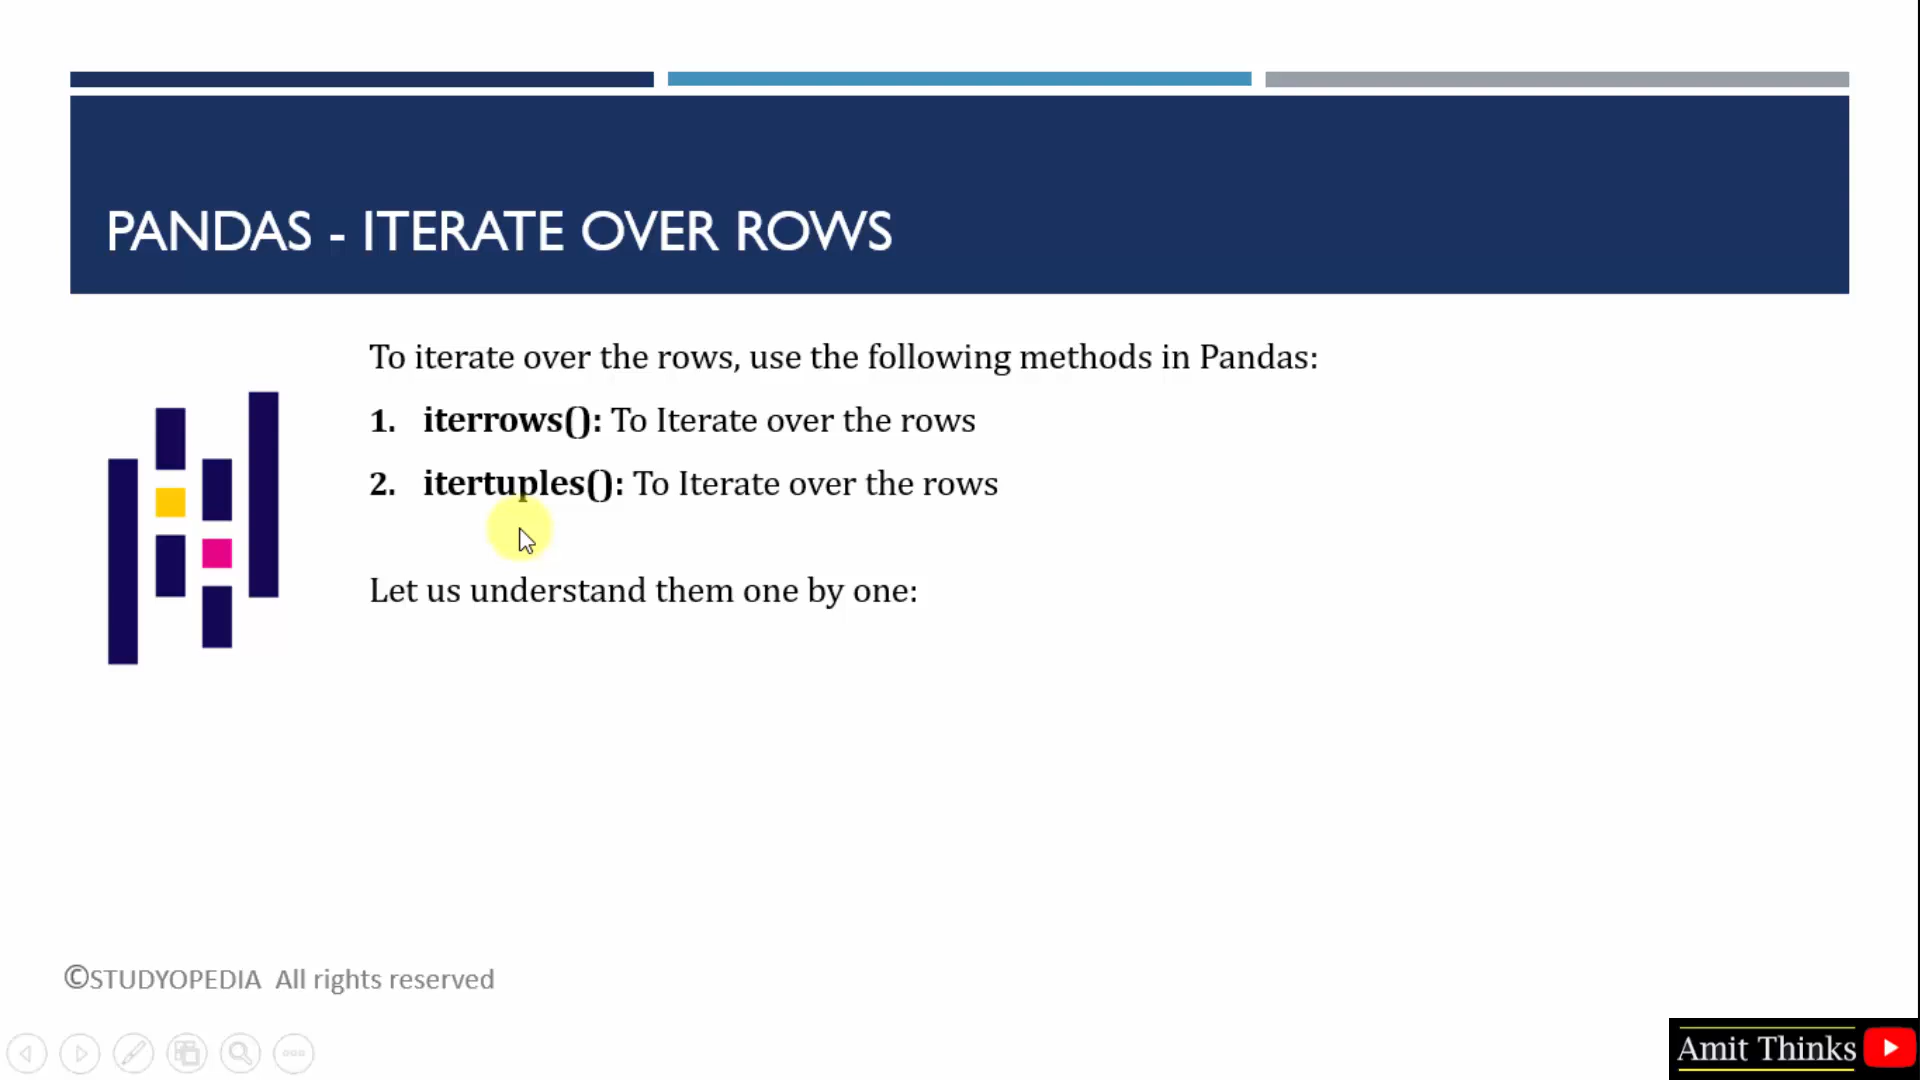 PANDAS - ITERATE OVER ROWS
To iterate over the rows, use the following methods in Pandas:
1. iterrows(): To Iterate over the rows
2. itertuples(): To Iterate over the rows
Let us understand them one by one:
©STUDYOPEDIA All rights reserved
Amit Thinks